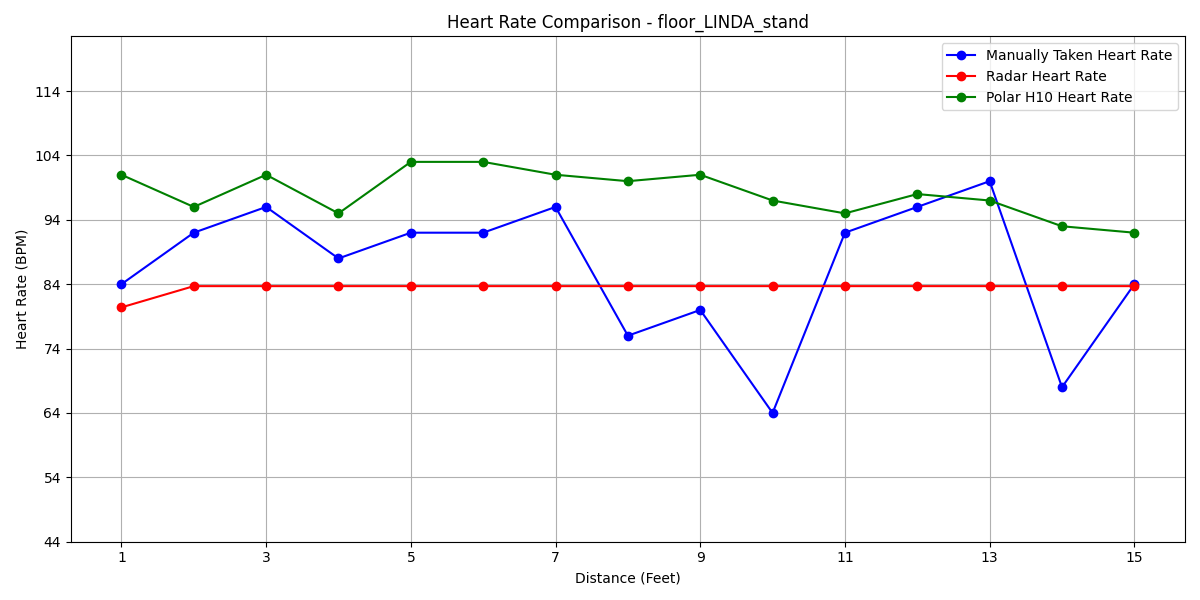 Heart Rate Comparison - floor_LINDA_stand
Manually Taken Heart Rate
Radar Heart Rate
Polar H10 Heart Rate
114
104
94
84
74
64
54
44
Heart Rate (BPM)
1 3 5 7 9 11 13 15
Distance (Feet)